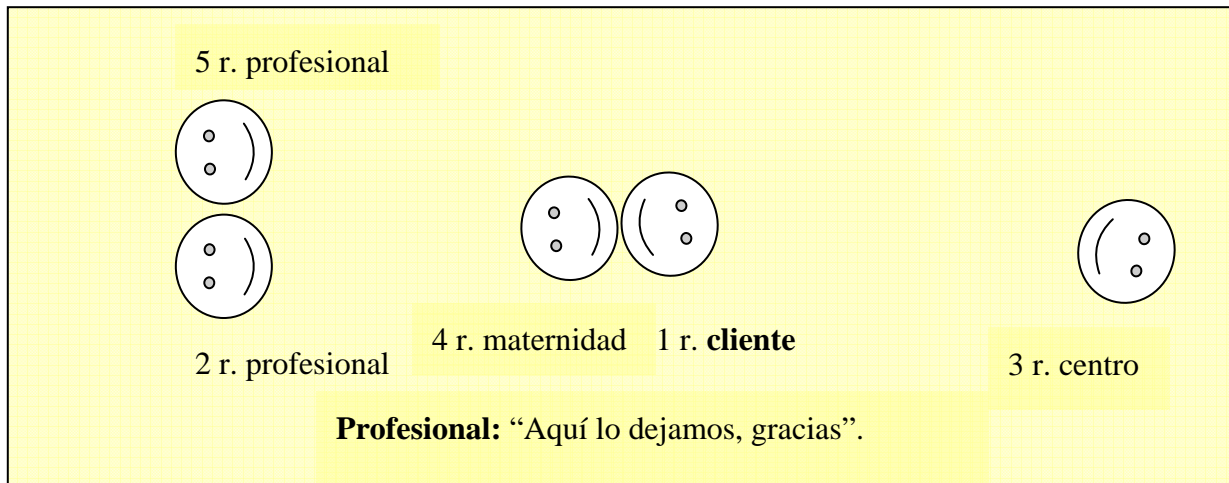 5 r. profesional
4 r. maternidad 1 r. cliente
2 r. profesional
3 r. centro
Profesional: “Aquí lo dejamos, gracias”.